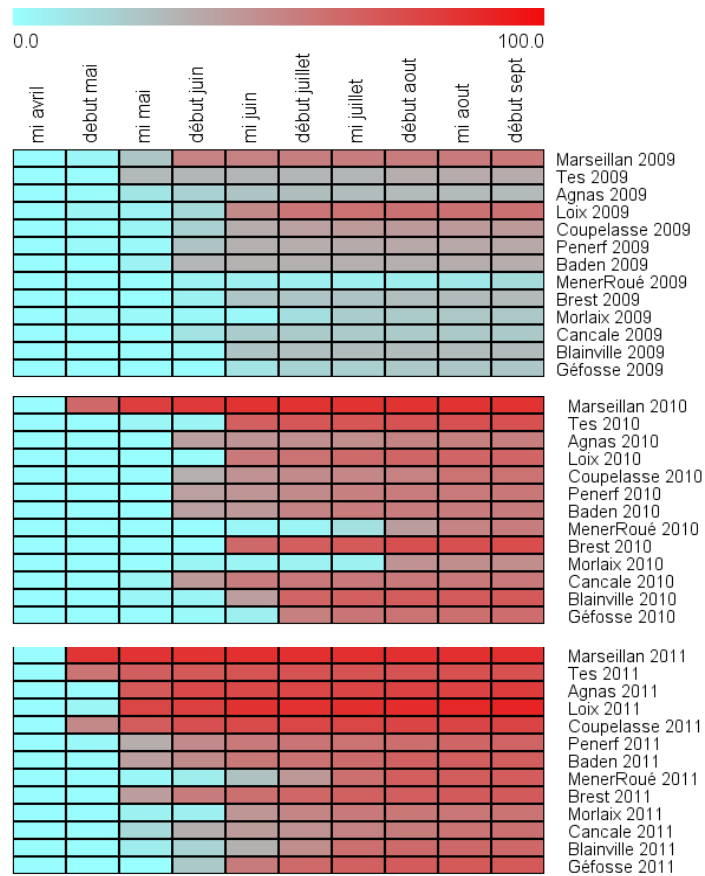 0.0 100.0
mi avril
début mai
mi mai
début juin
mi juin
début juillet
mi juillet
début aout
mi aout
début sept
Marseillan 2009
Tes 2009
Agnas 2009
Loix 2009
Coupelasse 2009
Penerf 2009
Baden 2009
MenerRoué 2009
Brest 2009
Morlaix 2009
Cancale 2009
Blainville 2009
Géfosse 2009
Marseillan 2010
Tes 2010
Agnas 2010
Loix 2010
Coupelasse 2010
Penerf 2010
Baden 2010
MenerRoué 2010
Brest 2010
Morlaix 2010
Cancale 2010
Blainville 2010
Géfosse 2010
Marseillan 2011
Tes 2011
Agnas 2011
Loix 2011
Coupelasse 2011
Penerf 2011
Baden 2011
MenerRoué 2011
Brest 2011
Morlaix 2011
Cancale 2011
Blainville 2011
Géfosse 2011